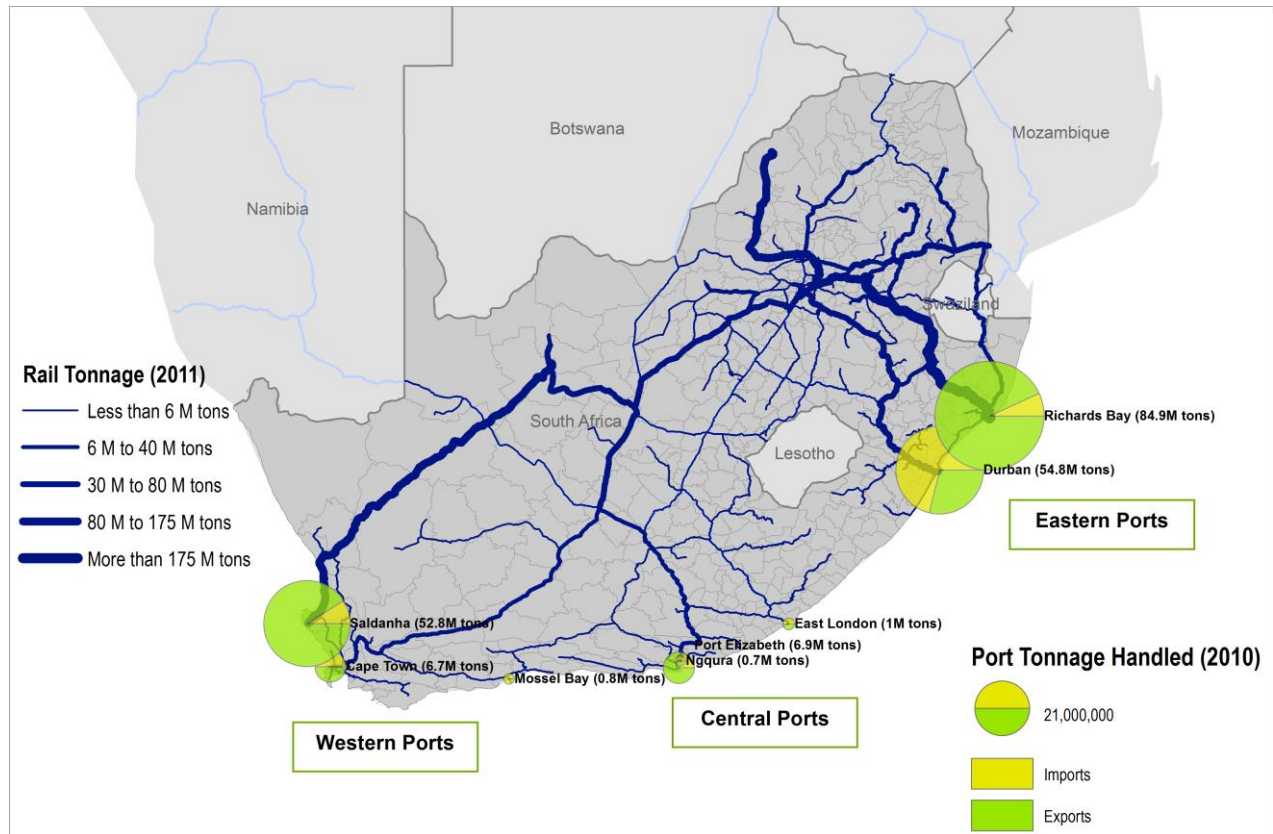 Botswana
Mozambique
Namibia
Swaziland
Rail Tonnage (2011)
Less than 6 M tons
6 M to 40 M tons
30 M to 80 M tons
80 M to 175 M tons
More than 175 M tons
South Africa
Lesotho
Richards Bay (84.9M tons)
Durban (54.8M tons)
Eastern Ports
Saldanha (52.8M tons)
Cape Town (6.7M tons)
East London (1M tons)
Port Elizabeth (6.9M tons)
Ngqura (0.7M tons)
Mossel Bay (0.8M tons)
Western Ports
Central Ports
Port Tonnage Handled (2010)
21,000,000
Imports
Exports